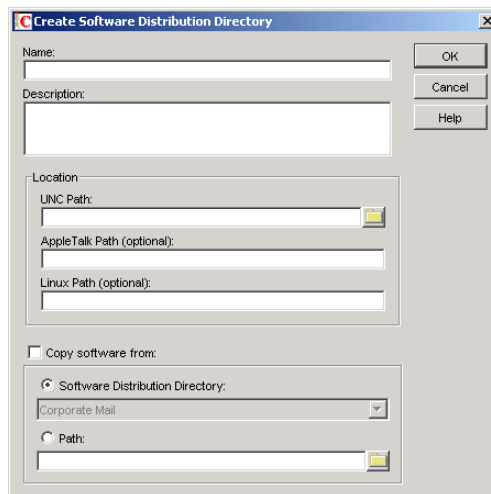 Create Software Distribution Directory
Name:
OK
Cancel
Description:
Help
Location
UNC Path:
AppleTalk Path (optional):
Linux Path (optional):
Copy software from:
Software Distribution Directory:
Corporate Mail
Path: